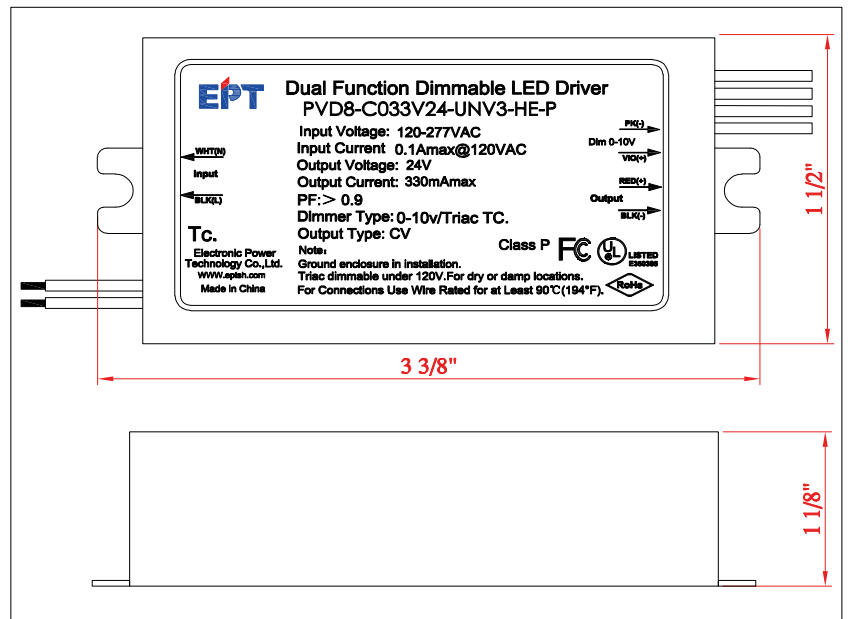 EPT
Dual Function Dimmable LED Driver
PVD8-C033V24-UNV3-HE-P
Input Voltage: 120-277VAC
Input Current 0.1Amax@120VAC
Output Voltage: 24V
Output Current: 330mAmax
PF:> 0.9
Dimmer Type: 0-10v/Triac TC.
Output Type: CV
Note:
Ground enclosure in installation.
Triac dimmable under 120V.For dry or damp locations.
For Connections Use Wire Rated for at Least 90℃(194°F).
WHT(N)
Input
BLK(L)
Tc.
Electronic Power
Technology Co.,Ltd.
WWW.eptsh.com
Made in China
PK(-)
Dim 0-10V
VIO(+)
RED(+)
Output
BLK(-)
Class P
FC
UL
LISTED
E350385
RoHs
1 1/2"
3 3/8"
1 1/8"